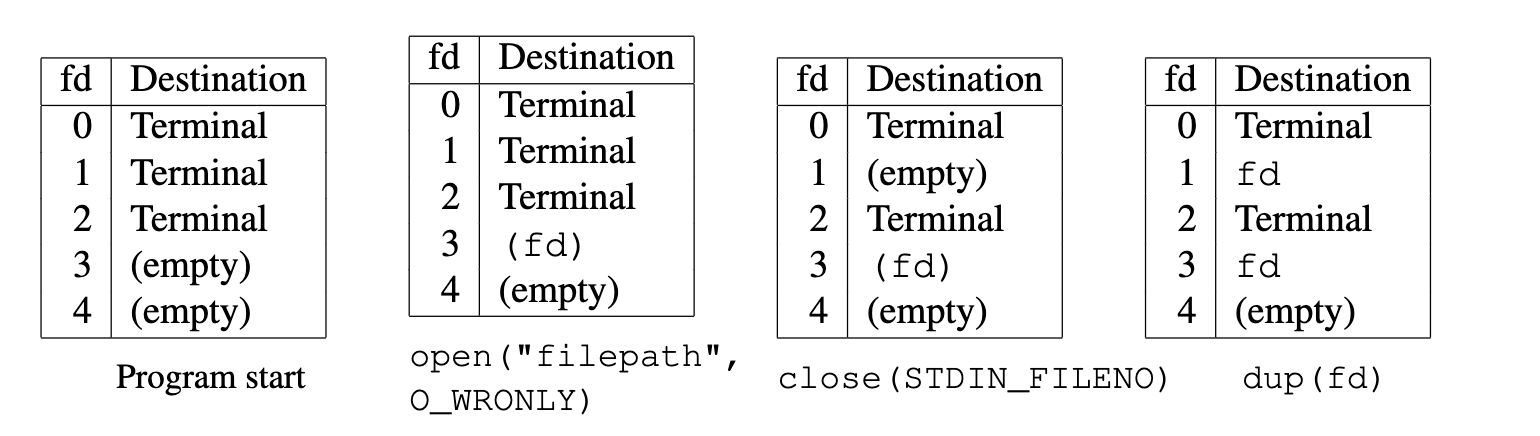 fd Destination
0 Terminal
1 Terminal
2 Terminal
3 (empty)
4 (empty)
Program start
fd Destination
0 Terminal
1 Terminal
2 Terminal
3 (fd)
4 (empty)
open("filepath",
O_WRONLY)
fd Destination
0 Terminal
1 (empty)
2 Terminal
3 (fd)
4 (empty)
close(STDIN_FILENO)
fd Destination
0 Terminal
1 fd
2 Terminal
3 fd
4 (empty)
dup(fd)